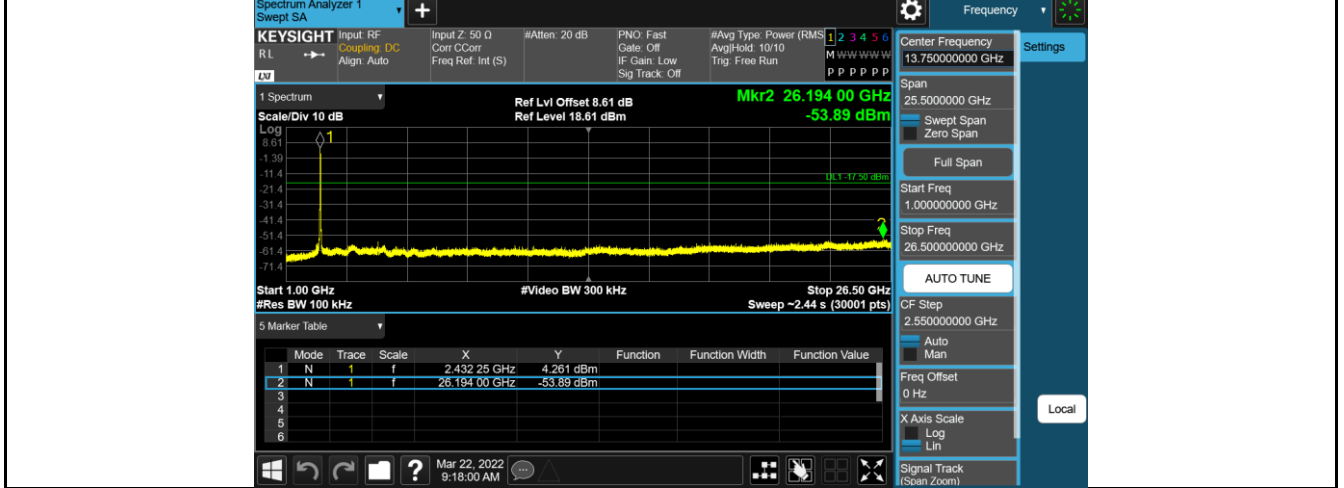 Spectrum Analyzer 1
Swept SA
Frequency
KEYSIGHT
R L
LXI
Input: RF
Coupling: DC
Align: Auto
Input Z: 50 Ω
Corr CCorr
Freq Ref: Int (S)
#Atten: 20 dB
PNO: Fast
Gate: Off
IF Gain: Low
Sig Track: Off
#Avg Type: Power (RMS
Avg|Hold: 10/10
Trig: Free Run
1 2 3 4 5 6
M W W W W W
P P P P P P
1 Spectrum
Scale/Div 10 dB
Ref Lvl Offset 8.61 dB
Ref Level 18.61 dBm
Mkr2 26.194 00 GHz
-53.89 dBm
Log
8.61
-1.39
-11.4
-21.4
-31.4
-41.4
-51.4
-61.4
-71.4
1
DL1 -17.50 dBm
2
Start 1.00 GHz
#Res BW 100 kHz
#Video BW 300 kHz
Stop 26.50 GHz
Sweep ~2.44 s (30001 pts)
5 Marker Table
Mode Trace Scale X Y Function Function Width Function Value
1 N 1 f 2.432 25 GHz 4.261 dBm
2 N 1 f 26.194 00 GHz -53.89 dBm
3
4
5
6
?
Mar 22, 2022
9:18:00 AM
Center Frequency
13.750000000 GHz
Span
25.5000000 GHz
Swept Span
Zero Span
Full Span
Start Freq
1.000000000 GHz
Stop Freq
26.500000000 GHz
AUTO TUNE
CF Step
2.550000000 GHz
Auto
Man
Freq Offset
0 Hz
X Axis Scale
Log
Lin
Signal Track
(Span Zoom)
Settings
Local